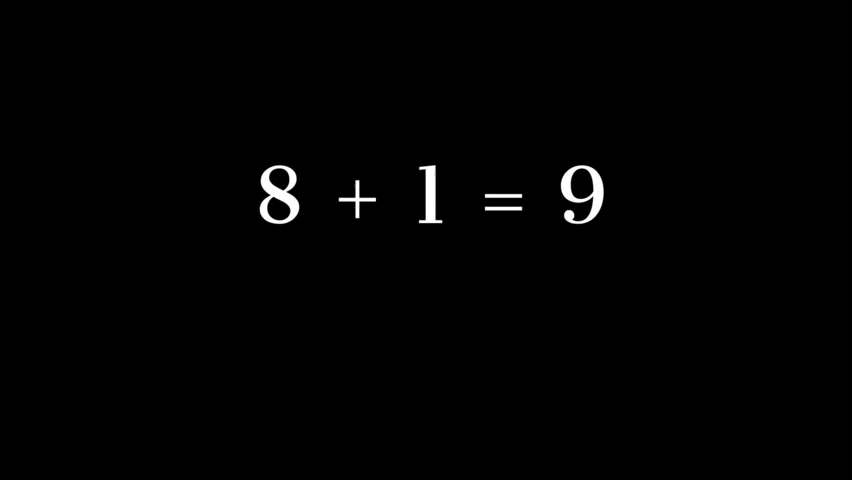 8 + 1 = 9